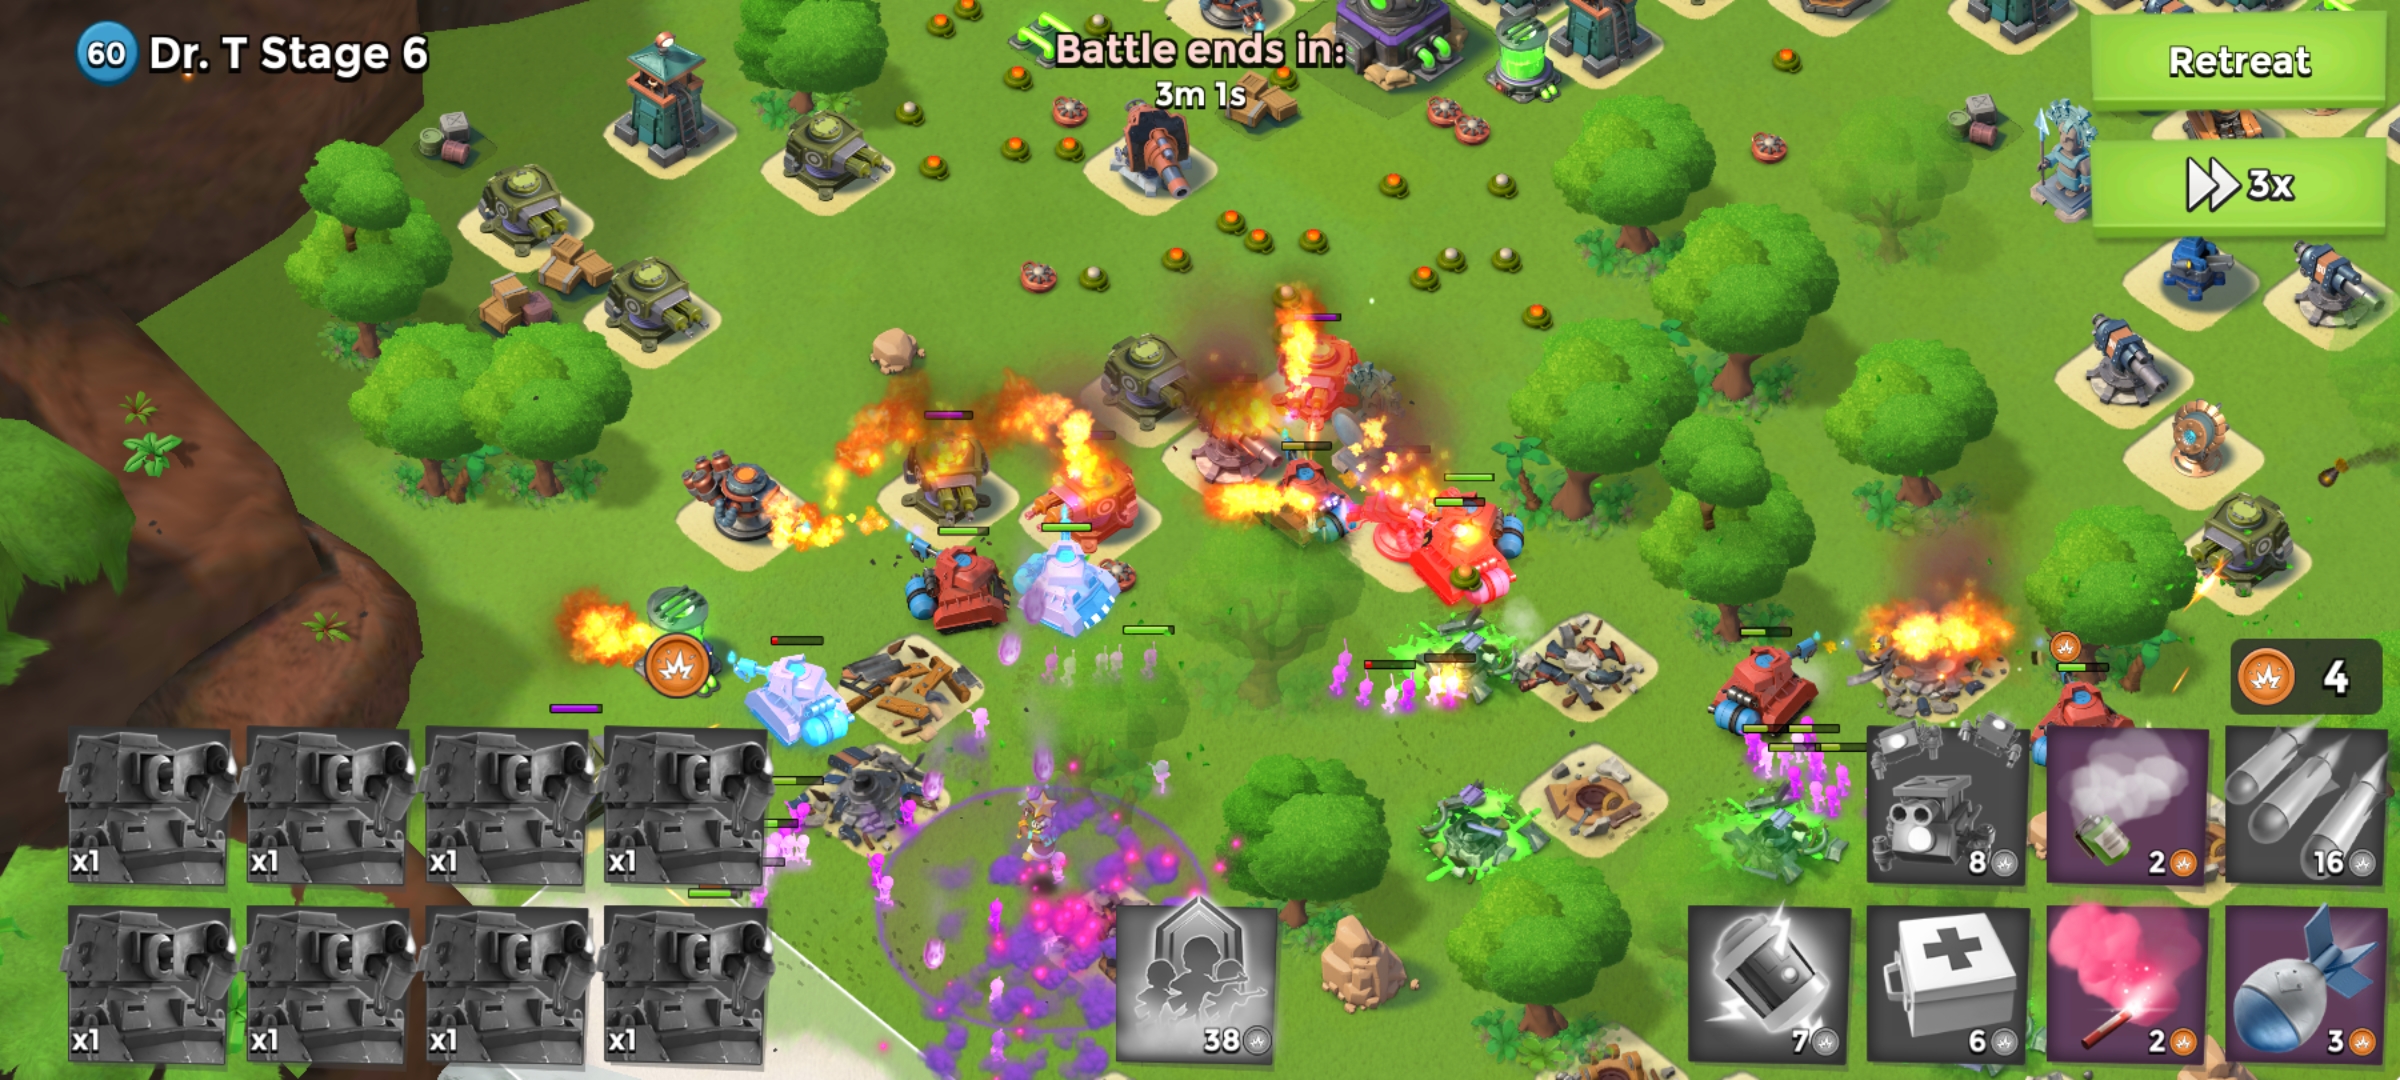 60 Dr. T Stage 6
Battle ends in:
3m 1s
Retreat
3x
4
x1 x1 x1 x1
8 2 16
x1 x1 x1 x1
38 7 6 2 3